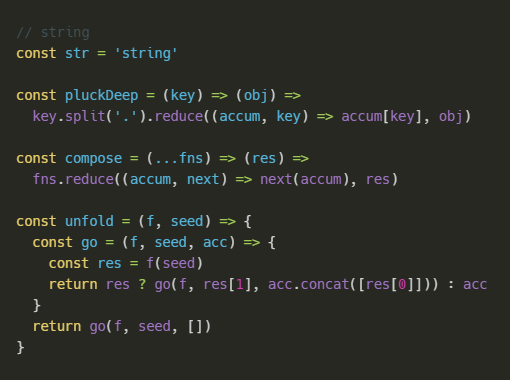 // string
const str = 'string'
const pluckDeep = (key) => (obj) =>
  key.split('.').reduce((accum, key) => accum[key], obj)
const compose = (...fns) => (res) =>
  fns.reduce((accum, next) => next(accum), res)
const unfold = (f, seed) => {
  const go = (f, seed, acc) => {
    const res = f(seed)
    return res ? go(f, res[1], acc.concat([res[0]])) : acc
  }
  return go(f, seed, [])
}